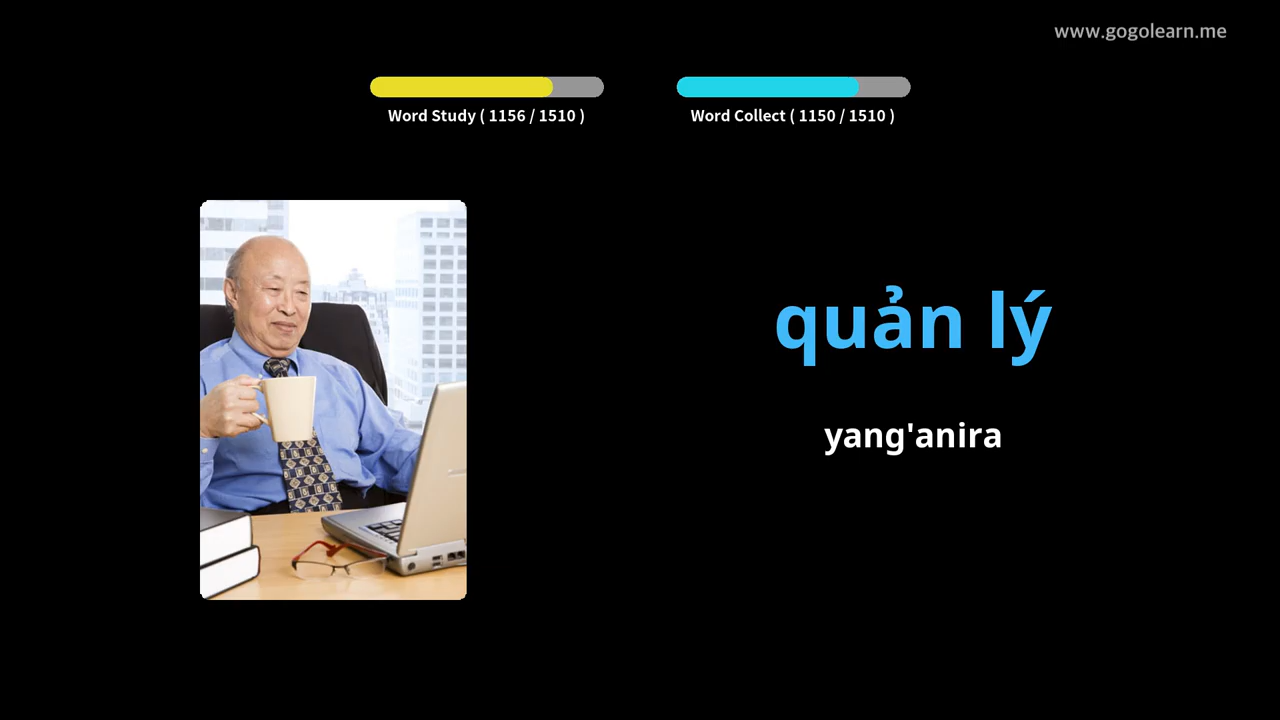 www.gogolearn.me
Word Study ( 1156 / 1510 )
Word Collect ( 1150 / 1510 )
quản lý
yang'anira